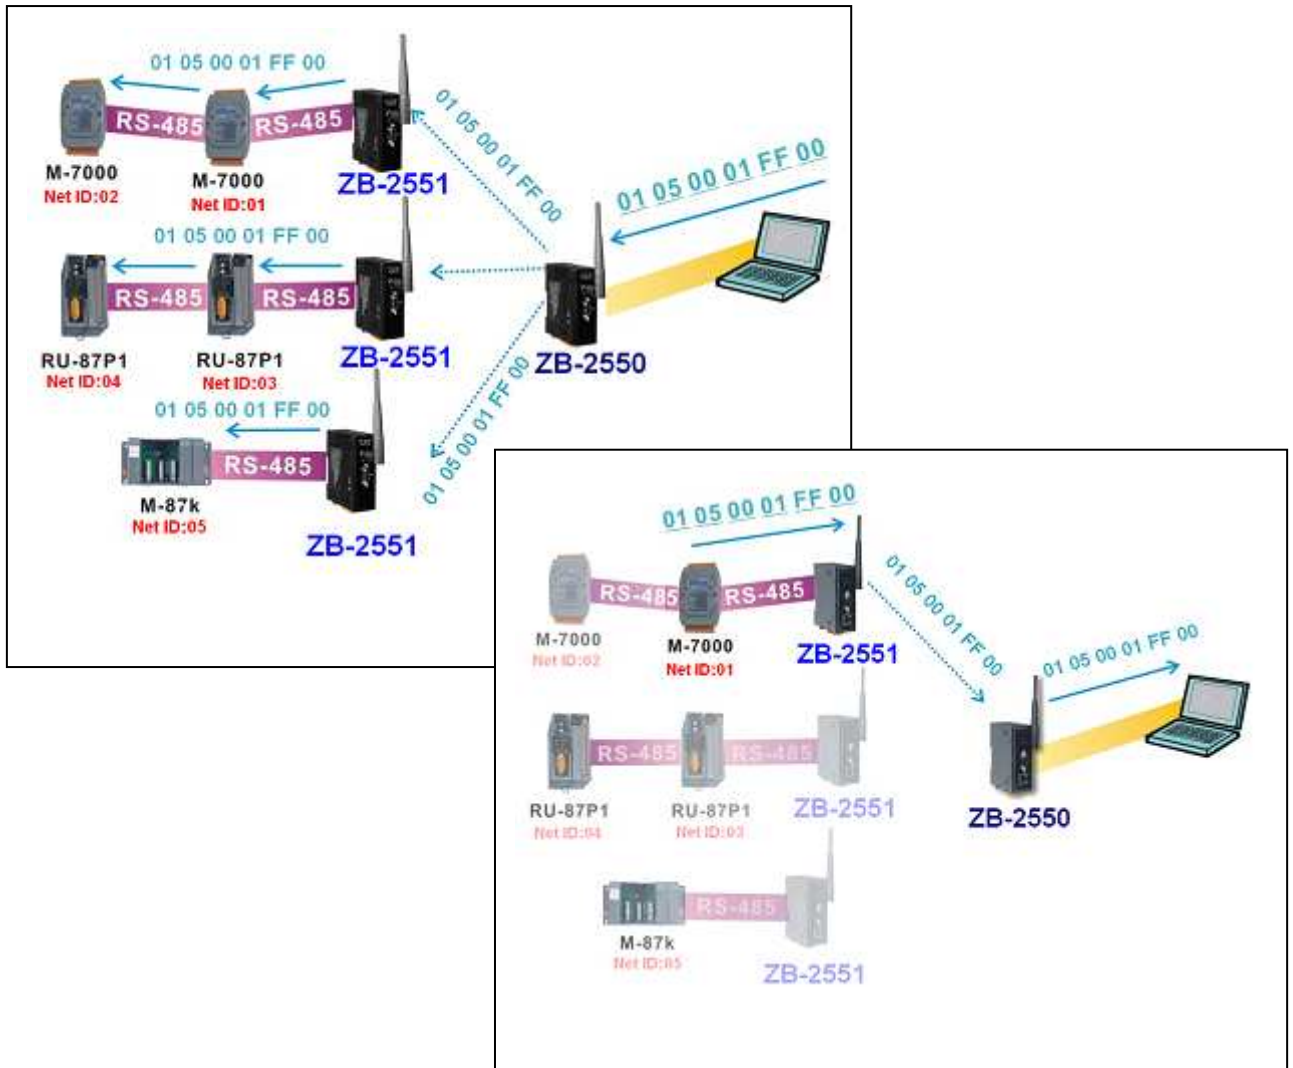 01 05 00 01 FF 00
RS-485 RS-485
M-7000
Net ID:02
M-7000
Net ID:01
ZB-2551
01 05 00 01 FF 00
01 05 00 01 FF 00
01 05 00 01 FF 00
RS-485 RS-485
RU-87P1
Net ID:04
RU-87P1
Net ID:03
ZB-2551
ZB-2550
01 05 00 01 FF 00
01 05 00 01 FF 00
RS-485
M-87k
Net ID:05
ZB-2551
01 05 00 01 FF 00
RS-485 RS-485
M-7000
Net ID:02
M-7000
Net ID:01
ZB-2551
01 05 00 01 FF 00
01 05 00 01 FF 00
RS-485 RS-485
RU-87P1
Net ID:04
RU-87P1
Net ID:03
ZB-2551
ZB-2550
RS-485
M-87k
Net ID:05
ZB-2551